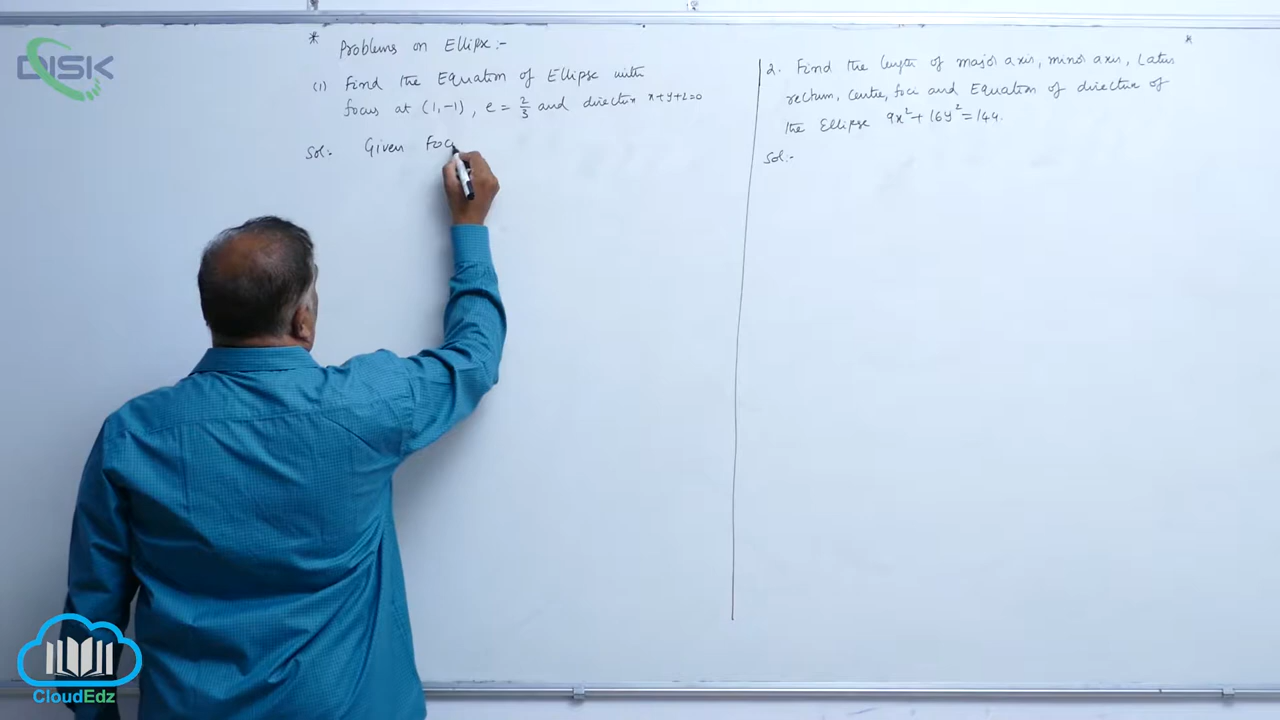 DISK
* Problems on Ellipse:-
(1) Find the Equation of Ellipse with
focus at (1,-1), e = 2/3 and directrix x+y+2=0
Sol:- Given Foc
*
2. Find the length of major axis, minor axis, Latus
rectum, Centre, foci and Equation of directrix of
the Ellipse 9x²+16y²=144.
Sol:-
CloudEdz